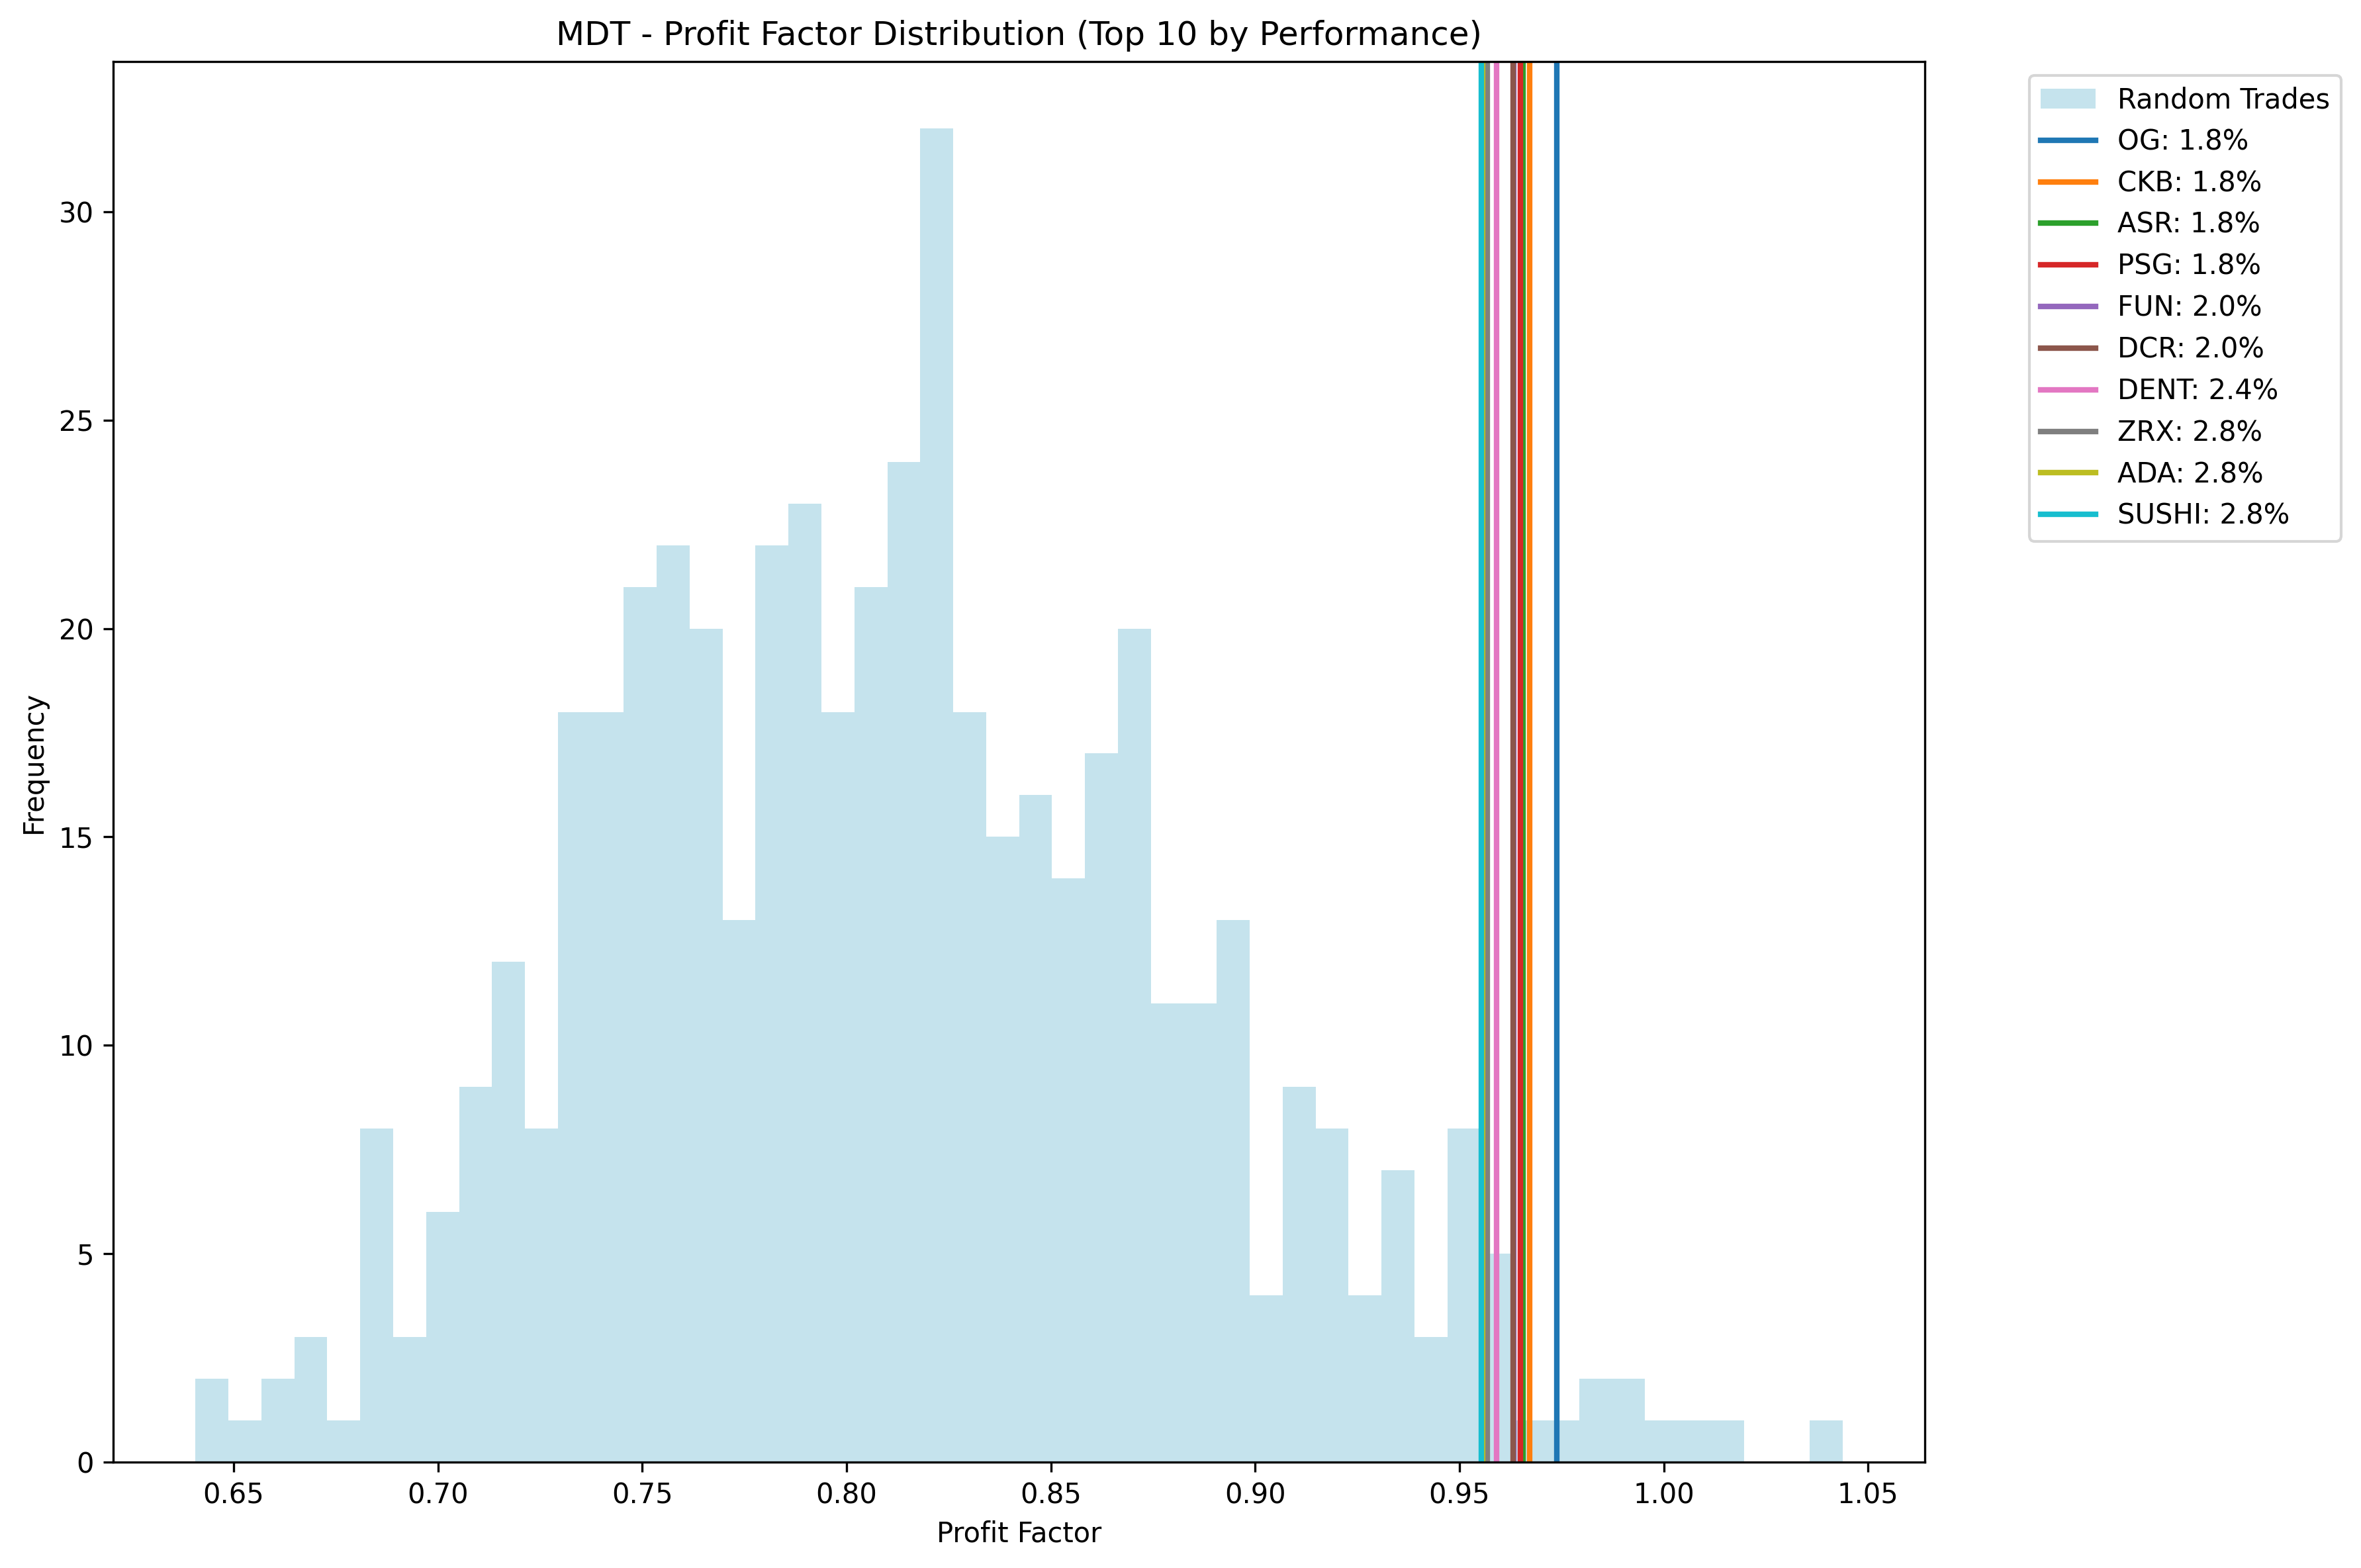 MDT - Profit Factor Distribution (Top 10 by Performance)
Random Trades
OG: 1.8%
CKB: 1.8%
ASR: 1.8%
PSG: 1.8%
FUN: 2.0%
DCR: 2.0%
DENT: 2.4%
ZRX: 2.8%
ADA: 2.8%
SUSHI: 2.8%
Frequency
30
25
20
15
10
5
0
0.65 0.70 0.75 0.80 0.85 0.90 0.95 1.00 1.05
Profit Factor